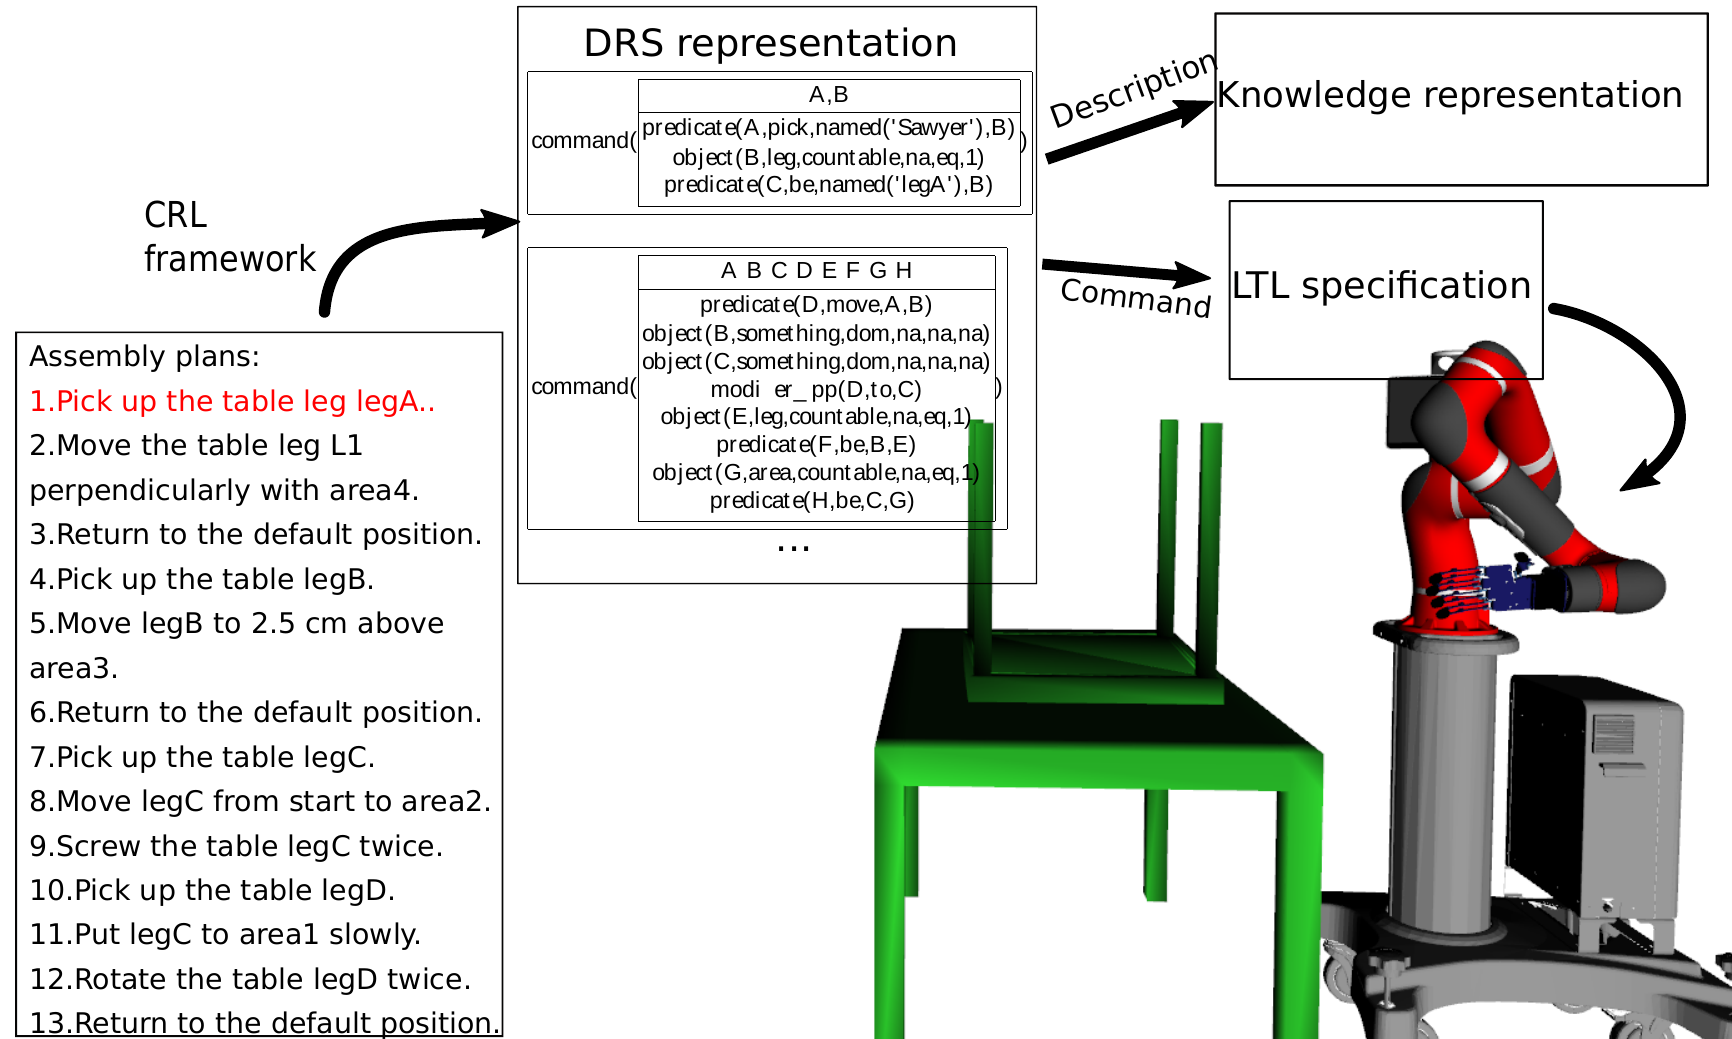 DRS representation
A,B
command(
predicate(A,pick,named('Sawyer'),B)
object(B,leg,countable,na,eq,1)
predicate(C,be,named('legA'),B)
)
A B C D E F G H
command(
predicate(D,move,A,B)
object(B,something,dom,na,na,na)
object(C,something,dom,na,na,na)
modi er_pp(D,to,C)
object(E,leg,countable,na,eq,1)
predicate(F,be,B,E)
object(G,area,countable,na,eq,1)
predicate(H,be,C,G)
)
...
Description
Knowledge representation
Command
LTL specification
CRL
framework
Assembly plans:
1.Pick up the table leg legA..
2.Move the table leg L1
perpendicularly with area4.
3.Return to the default position.
4.Pick up the table legB.
5.Move legB to 2.5 cm above
area3.
6.Return to the default position.
7.Pick up the table legC.
8.Move legC from start to area2.
9.Screw the table legC twice.
10.Pick up the table legD.
11.Put legC to area1 slowly.
12.Rotate the table legD twice.
13.Return to the default position.